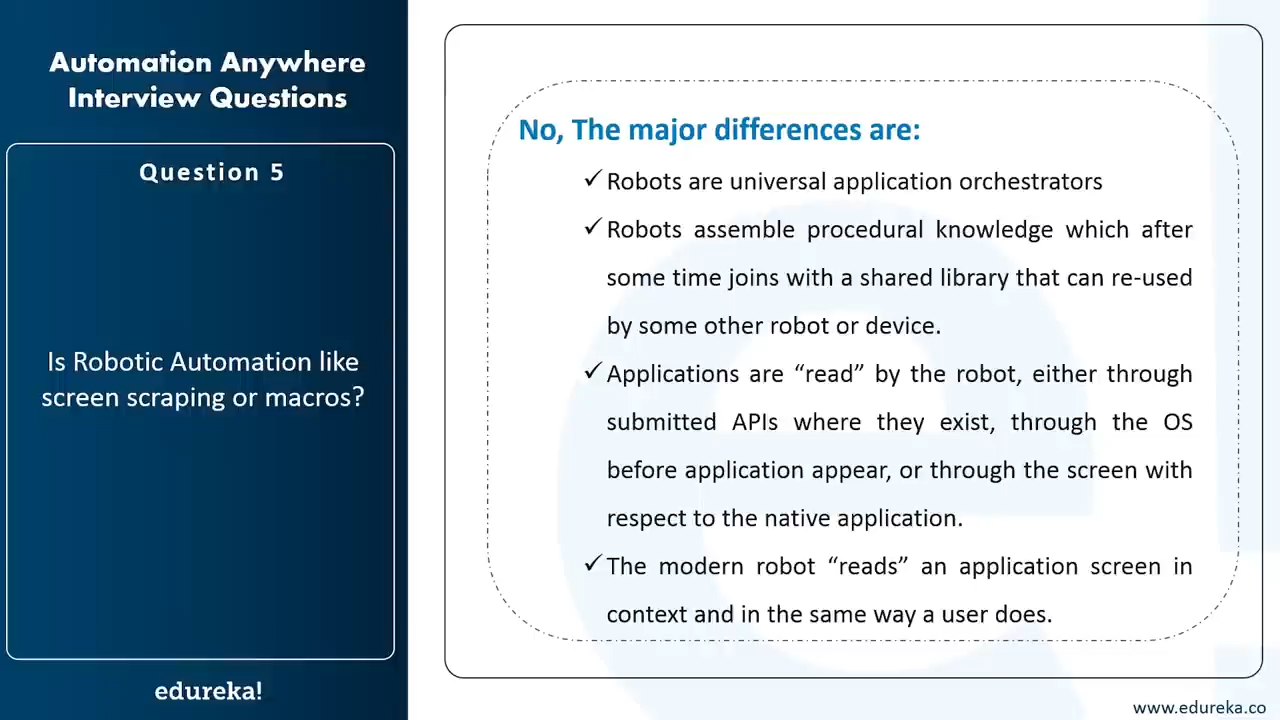 Automation Anywhere
Interview Questions
Question 5
Is Robotic Automation like
screen scraping or macros?
edureka!
No, The major differences are:
✓Robots are universal application orchestrators
✓Robots assemble procedural knowledge which after
some time joins with a shared library that can re-used
by some other robot or device.
✓Applications are “read” by the robot, either through
submitted APIs where they exist, through the OS
before application appear, or through the screen with
respect to the native application.
✓The modern robot “reads” an application screen in
context and in the same way a user does.
www.edureka.co